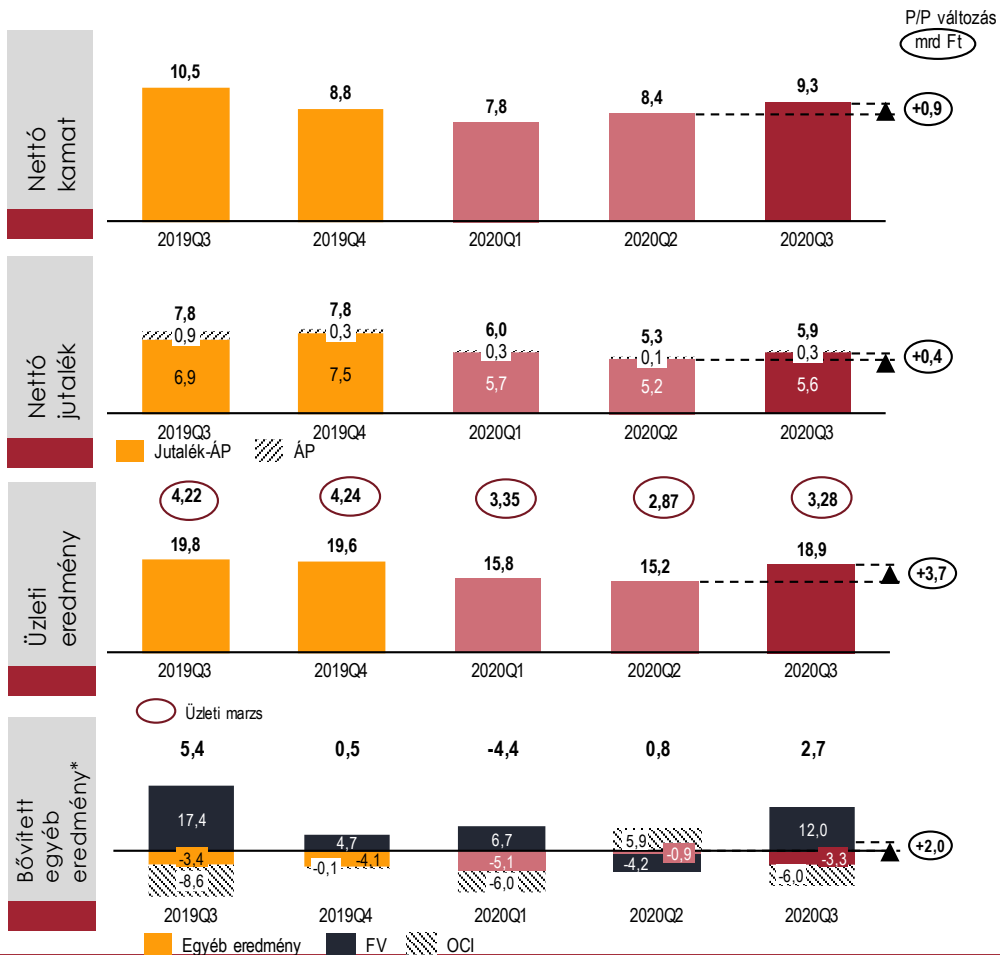 P/P változás
mrd Ft
Nettó
kamat
10,5
8,8
7,8
8,4
9,3
+0,9
2019Q3
2019Q4
2020Q1
2020Q2
2020Q3
Nettó
jutalék
7,8
7,8
6,0
5,3
5,9
0,9
0,3
0,3
0,1
0,3
+0,4
6,9
7,5
5,7
5,2
5,6
2019Q3
2019Q4
2020Q1
2020Q2
2020Q3
Jutalék-ÁP
ÁP
Üzleti
eredmény
4,22
4,24
3,35
2,87
3,28
19,8
19,6
15,8
15,2
18,9
+3,7
2019Q3
2019Q4
2020Q1
2020Q2
2020Q3
Üzleti marzs
Bővített
egyéb
eredmény*
5,4
0,5
-4,4
0,8
2,7
17,4
4,7
6,7
5,9
12,0
+2,0
-3,4
-4,1
-5,1
-0,9
-3,3
-8,6
-0,1
-6,0
-4,2
-6,0
2019Q3
2019Q4
2020Q1
2020Q2
2020Q3
Egyéb eredmény
FV
OCI